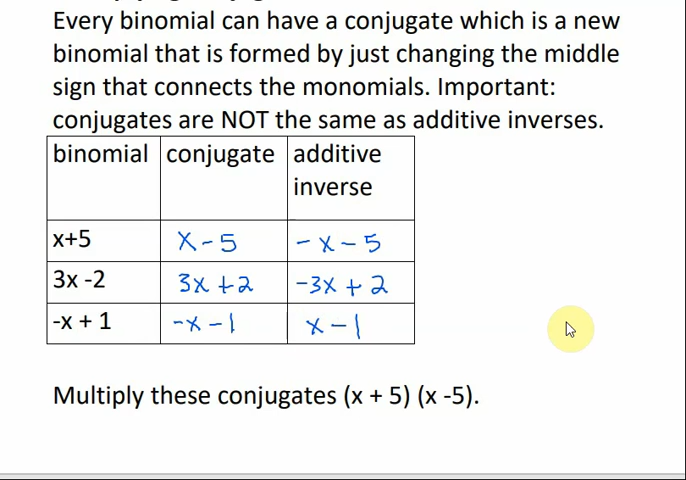 Every binomial can have a conjugate which is a new
binomial that is formed by just changing the middle
sign that connects the monomials. Important:
conjugates are NOT the same as additive inverses.
binomial conjugate additive
inverse
x+5 x - 5 - x - 5
3x -2 3x + 2 -3x + 2
-x + 1 -x - 1 x - 1
Multiply these conjugates (x + 5) (x -5).